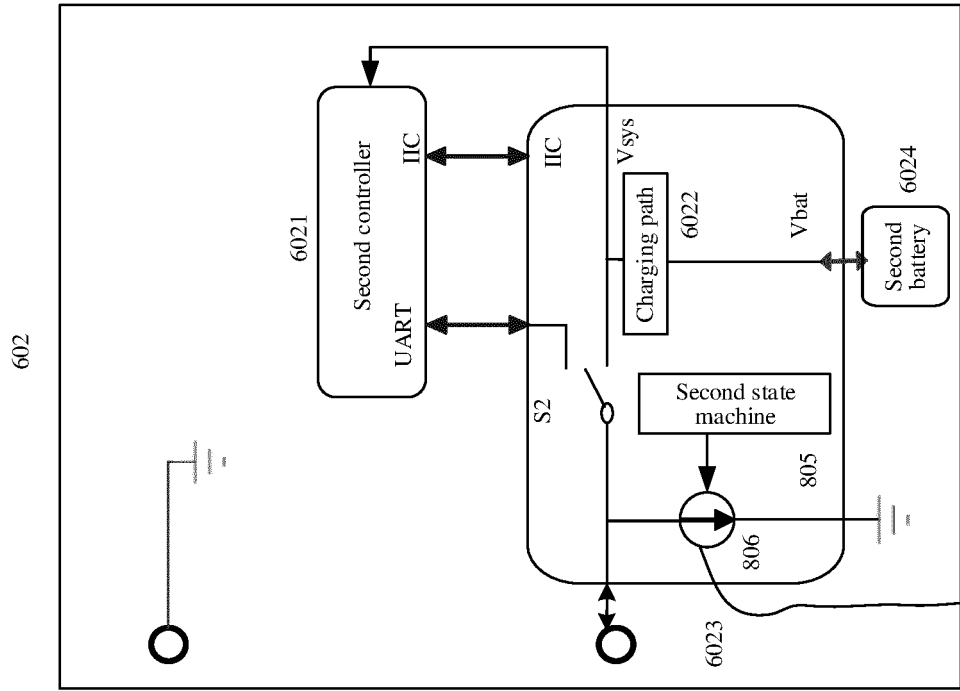 602
6021
Second controller
UART
IIC
IIC
S2
Vsys
Charging path
6022
Second state
machine
805
806
Vbat
6023
Second
battery
6024